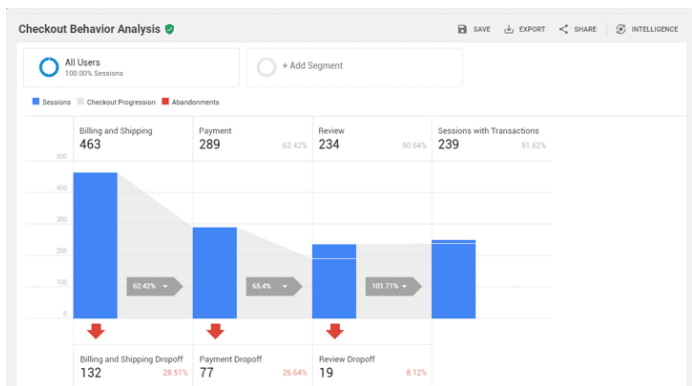 Checkout Behavior Analysis
SAVE EXPORT SHARE INTELLIGENCE
All Users
100.00% Sessions
+ Add Segment
Sessions Checkout Progression Abandonments
Billing and Shipping Payment Review Sessions with Transactions
463 289 62.42% 234 50.54% 239 51.62%
500
400
300
200
100
62.42% 65.4% 101.71%
0
Billing and Shipping Dropoff Payment Dropoff Review Dropoff
132 28.51% 77 26.64% 19 8.12%